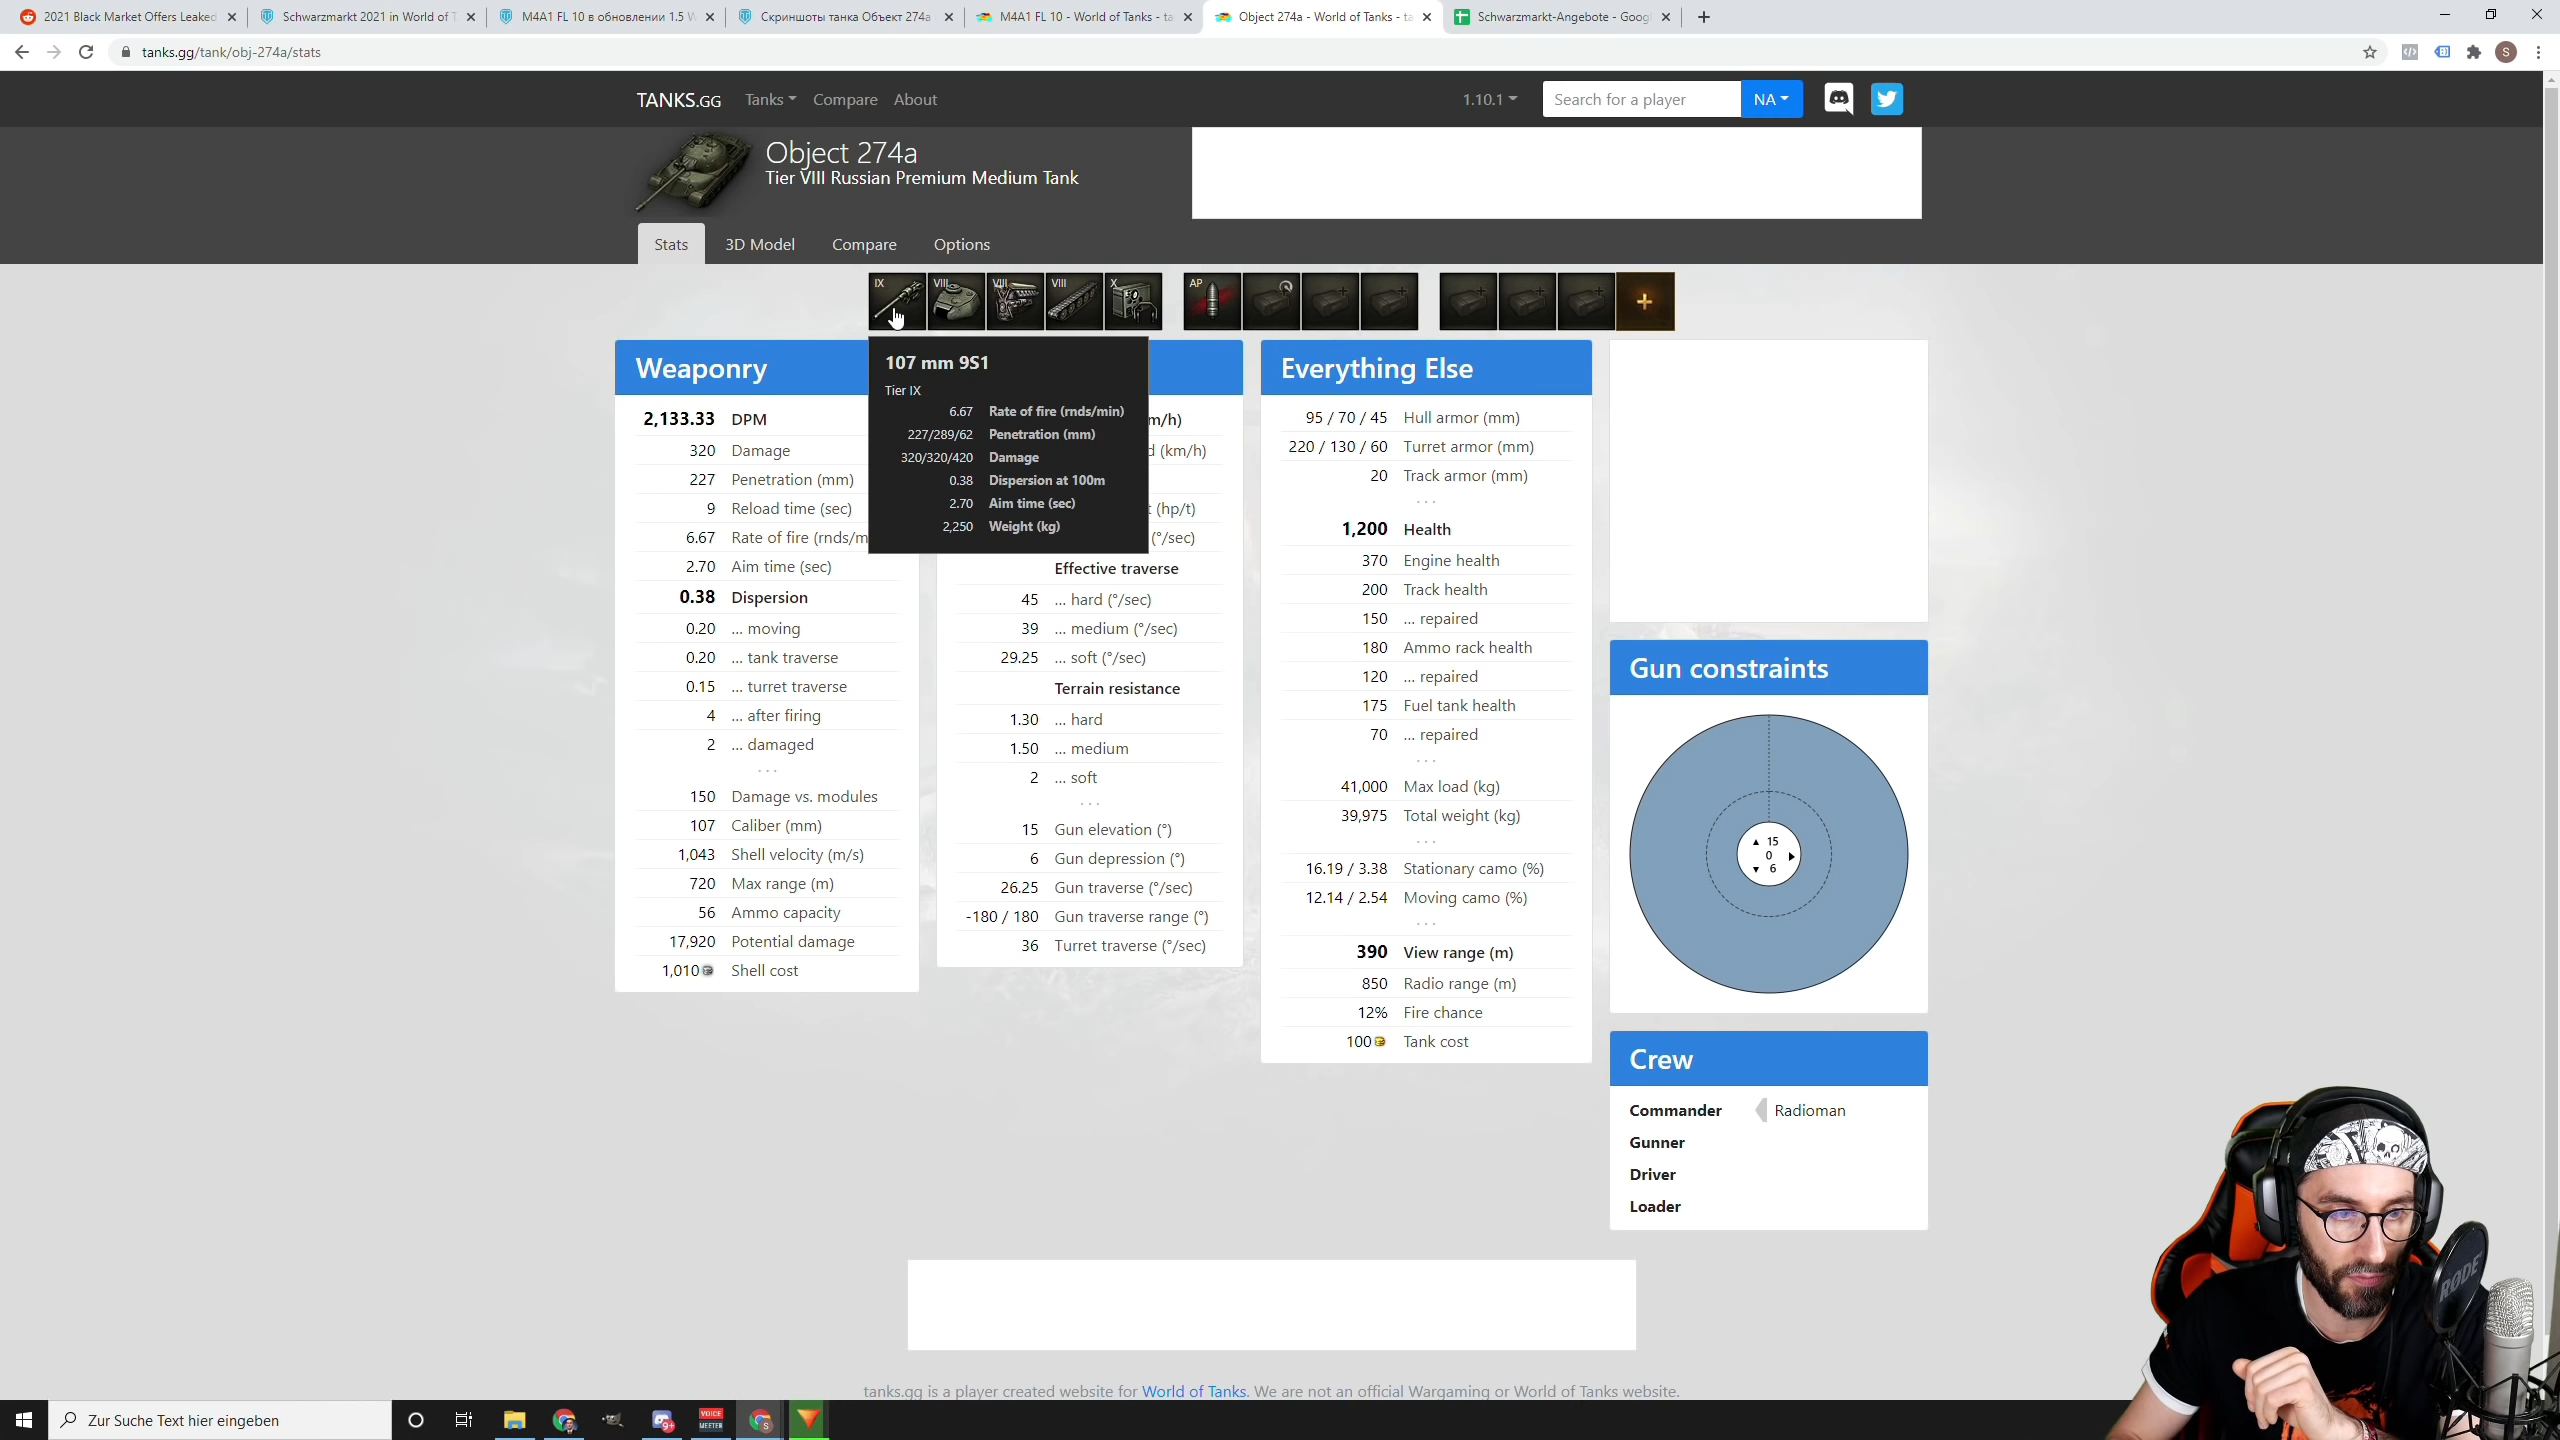 2021 Black Market Offers Leaked
Schwarzmarkt 2021 in World of T
M4A1 FL 10 в обновлении 1.5 W
Скриншоты танка Объект 274a
M4A1 FL 10 - World of Tanks - ta
Object 274a - World of Tanks - ta
Schwarzmarkt-Angebote - Goog
tanks.gg/tank/obj-274a/stats
S
TANKS.GG Tanks Compare About 1.10.1 Search for a player NA
Object 274a
Tier VIII Russian Premium Medium Tank
Stats 3D Model Compare Options
IX VIII VIII VIII X AP
Weaponry
2,133.33 DPM
320 Damage
227 Penetration (mm)
9 Reload time (sec)
6.67 Rate of fire (rnds/m
2.70 Aim time (sec)
0.38 Dispersion
0.20 ... moving
0.20 ... tank traverse
0.15 ... turret traverse
4 ... after firing
2 ... damaged
...
150 Damage vs. modules
107 Caliber (mm)
1,043 Shell velocity (m/s)
720 Max range (m)
56 Ammo capacity
17,920 Potential damage
1,010 Shell cost
107 mm 9S1
Tier IX
6.67 Rate of fire (rnds/min)
227/289/62 Penetration (mm)
320/320/420 Damage
0.38 Dispersion at 100m
2.70 Aim time (sec)
2,250 Weight (kg)
m/h)
d (km/h)
t (hp/t)
(°/sec)
Effective traverse
45 ... hard (°/sec)
39 ... medium (°/sec)
29.25 ... soft (°/sec)
Terrain resistance
1.30 ... hard
1.50 ... medium
2 ... soft
...
15 Gun elevation (°)
6 Gun depression (°)
26.25 Gun traverse (°/sec)
-180 / 180 Gun traverse range (°)
36 Turret traverse (°/sec)
Everything Else
95 / 70 / 45 Hull armor (mm)
220 / 130 / 60 Turret armor (mm)
20 Track armor (mm)
...
1,200 Health
370 Engine health
200 Track health
150 ... repaired
180 Ammo rack health
120 ... repaired
175 Fuel tank health
70 ... repaired
...
41,000 Max load (kg)
39,975 Total weight (kg)
...
16.19 / 3.38 Stationary camo (%)
12.14 / 2.54 Moving camo (%)
...
390 View range (m)
850 Radio range (m)
12% Fire chance
100 Tank cost
Gun constraints
15
0
6
Crew
Commander Radioman
Gunner
Driver
Loader
RØDE
tanks.gg is a player created website for World of Tanks. We are not an official Wargaming or World of Tanks website.
Zur Suche Text hier eingeben
9+
VOICE
MEETER
S